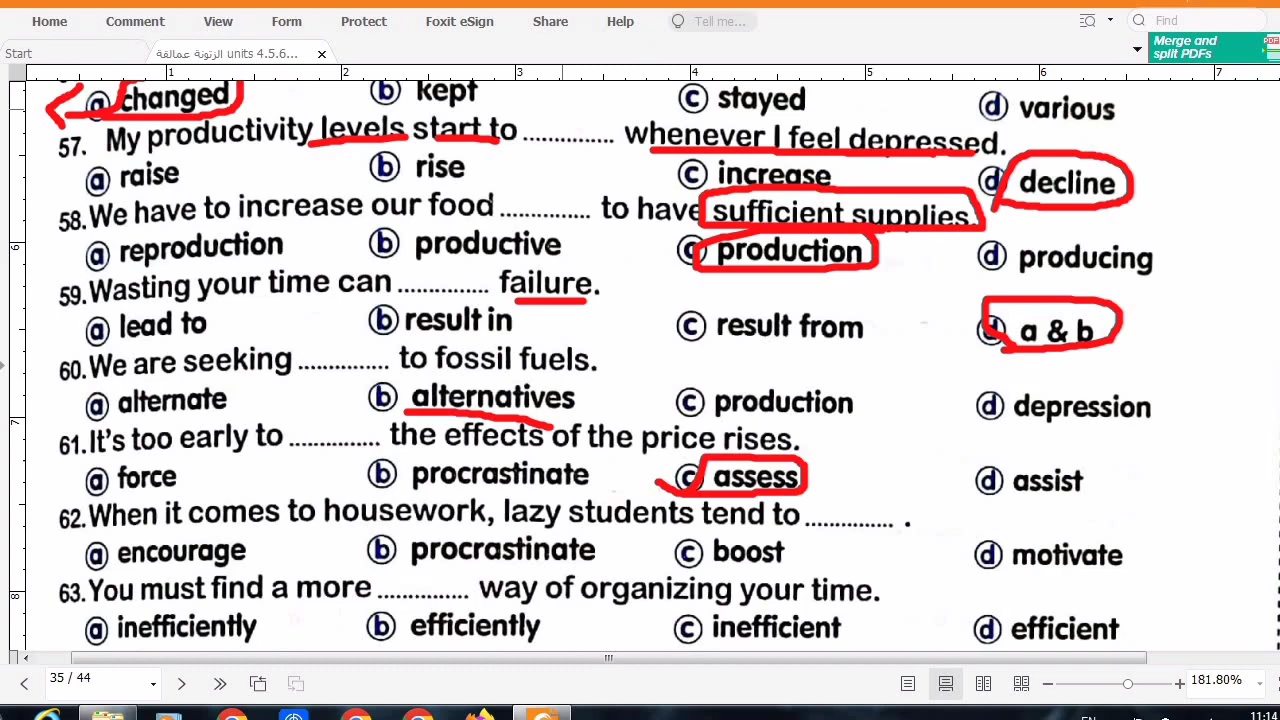 Home Comment View Form Protect Foxit eSign Share Help Tell me... Find
Start الزتونة عمالقة units 4.5.6... Merge and
split PDFs
1 2 3 4 5 6 7
a changed b kept c stayed d various
57. My productivity levels start to .............. whenever I feel depressed.
a raise b rise c increase d decline
58. We have to increase our food .............. to have sufficient supplies.
a reproduction b productive c production d producing
59. Wasting your time can .............. failure.
a lead to b result in c result from d a & b
60. We are seeking .............. to fossil fuels.
a alternate b alternatives c production d depression
61. It's too early to .............. the effects of the price rises.
a force b procrastinate c assess d assist
62. When it comes to housework, lazy students tend to .............. .
a encourage b procrastinate c boost d motivate
63. You must find a more .............. way of organizing your time.
a inefficiently b efficiently c inefficient d efficient
35 / 44 181.80%
EN 11:14